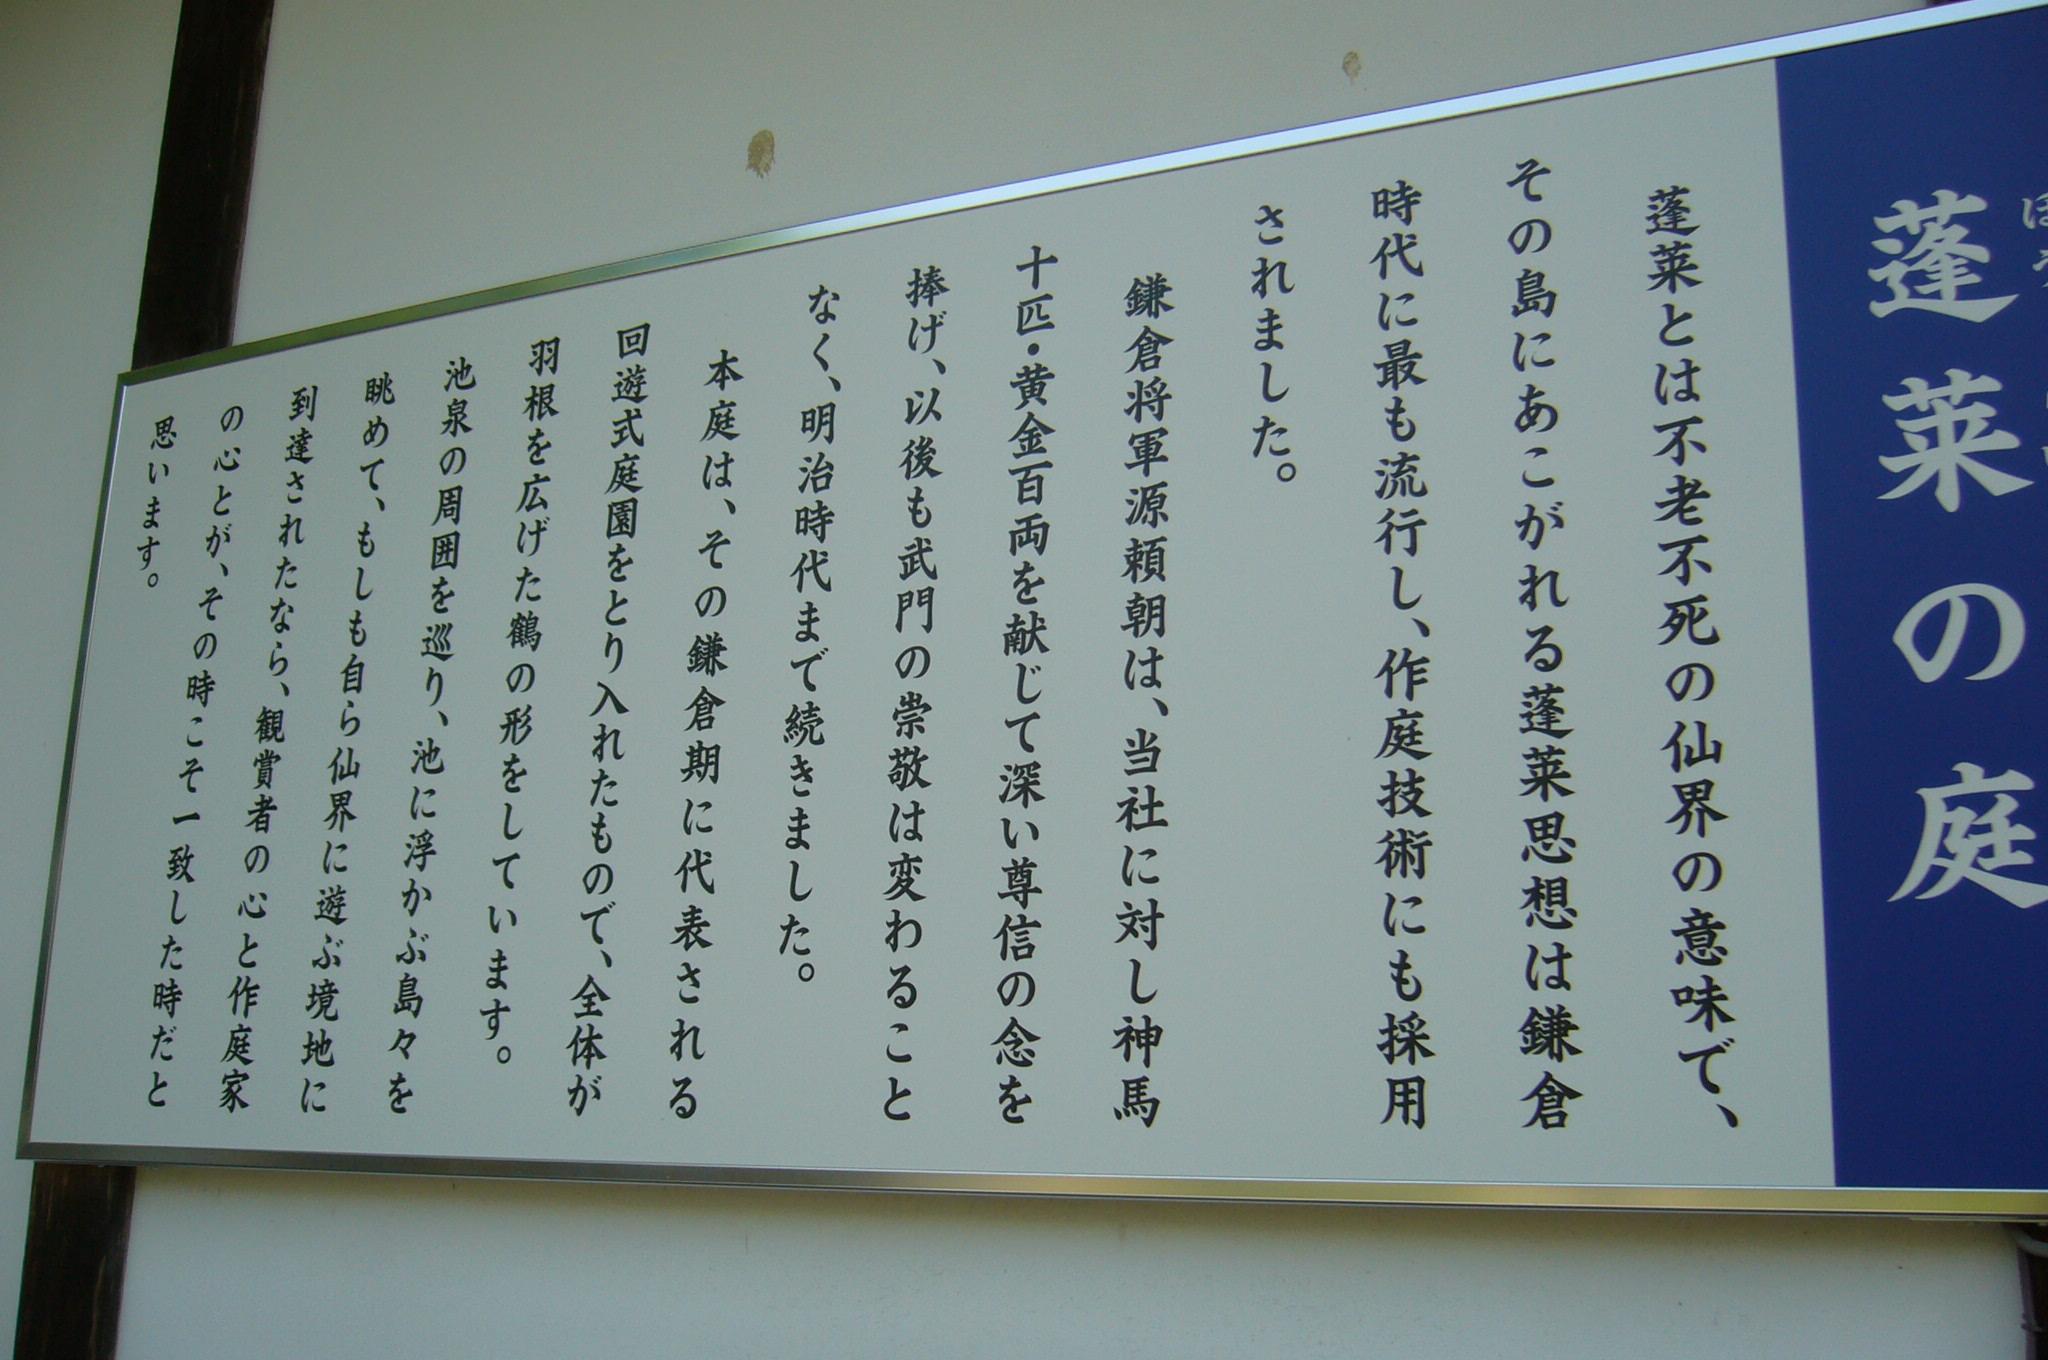 蓬莱の庭
蓬莱とは不老不死の仙界の意味で、
その島にあこがれる蓬莱思想は鎌倉
時代に最も流行し、作庭技術にも採用
されました。
鎌倉将軍源頼朝は、当社に対し神馬
十匹・黄金百両を献じて深い尊信の念を
捧げ、以後も武門の崇敬は変わること
なく、明治時代まで続きました。
本庭は、その鎌倉期に代表される
回遊式庭園をとり入れたもので、全体が
羽根を広げた鶴の形をしています。
池泉の周囲を巡り、池に浮かぶ島々を
眺めて、もしも自ら仙界に遊ぶ境地に
到達されたなら、観賞者の心と作庭家
の心とが、その時こそ一致した時だと
思います。